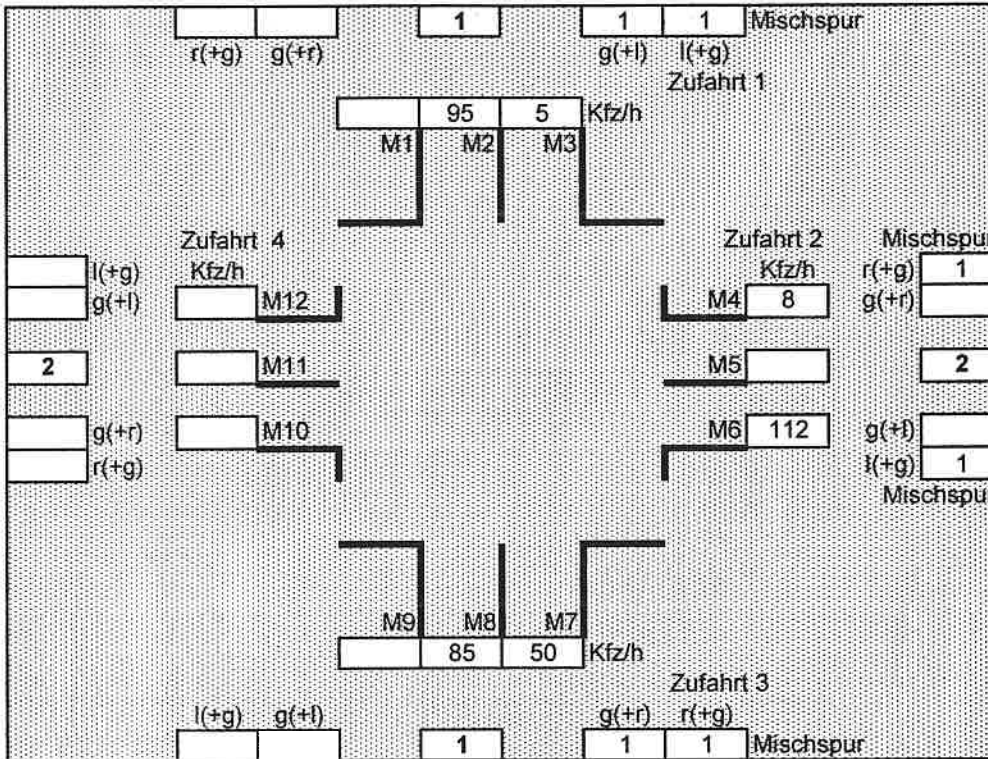 1 1 1 Mischspur
r(+g) g(+r) g(+l) l(+g)
Zufahrt 1
95 5 Kfz/h
M1 M2 M3
Zufahrt 4 Zufahrt 2 Mischspur
l(+g) Kfz/h Kfz/h r(+g) 1
g(+l) M12 M4 8 g(+r)
2 M11 M5 2
g(+r) M10 M6 112 g(+l)
r(+g) l(+g) 1
Mischspur
M9 M8 M7
85 50 Kfz/h
Zufahrt 3
l(+g) g(+l) g(+r) r(+g)
1 1 1 Mischspur